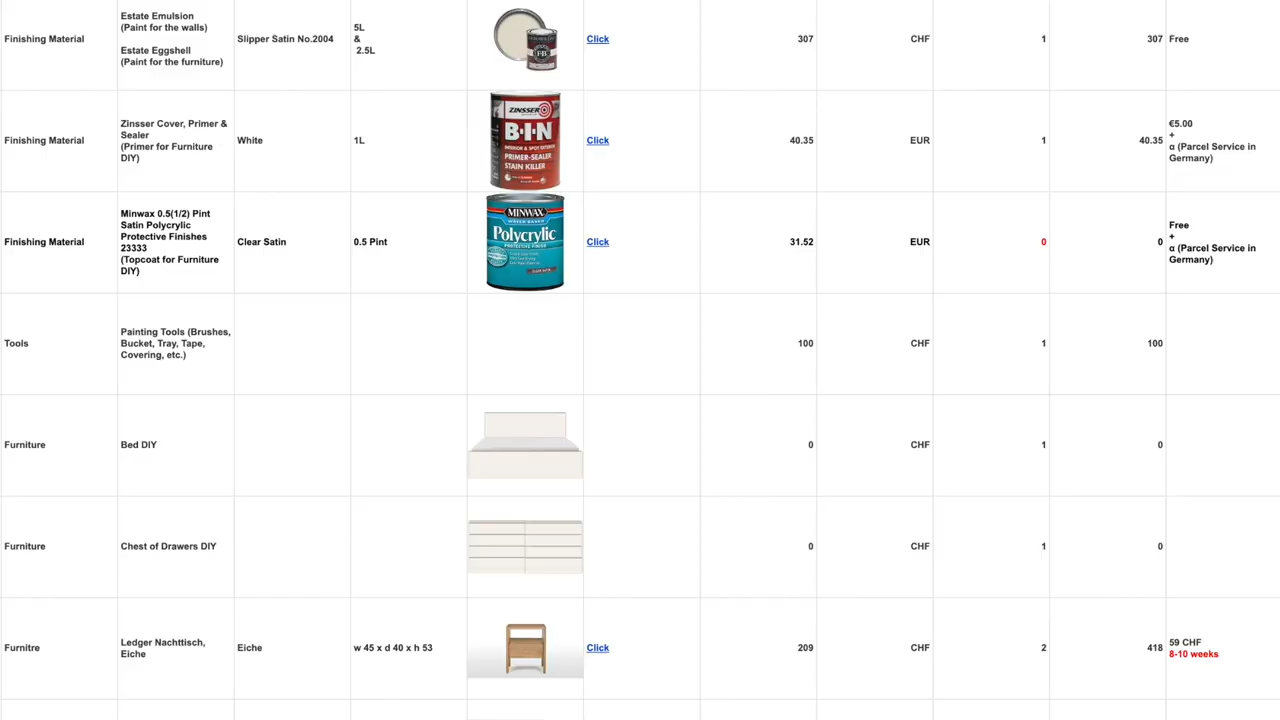 Finishing Material
Estate Emulsion
(Paint for the walls)
Estate Eggshell
(Paint for the furniture)
Slipper Satin No.2004
5L
&
2.5L
Click
307
CHF
1
307
Free
Finishing Material
Zinsser Cover, Primer &
Sealer
(Primer for Furniture
DIY)
White
1L
ZINSSER
B-I-N
PRIMER-SEALER
STAIN KILLER
Click
40.35
EUR
1
40.35
€5.00
+
α (Parcel Service in
Germany)
Finishing Material
Minwax 0.5(1/2) Pint
Satin Polycrylic
Protective Finishes
23333
(Topcoat for Furniture
DIY)
Clear Satin
0.5 Pint
MINWAX
WATER BASED
Polycrylic
PROTECTIVE FINISH
Click
31.52
EUR
0
0
Free
+
α (Parcel Service in
Germany)
Tools
Painting Tools (Brushes,
Bucket, Tray, Tape,
Covering, etc.)
100
CHF
1
100
Furniture
Bed DIY
0
CHF
1
0
Furniture
Chest of Drawers DIY
0
CHF
1
0
Furnitre
Ledger Nachttisch,
Eiche
Eiche
w 45 x d 40 x h 53
Click
209
CHF
2
418
59 CHF
8-10 weeks